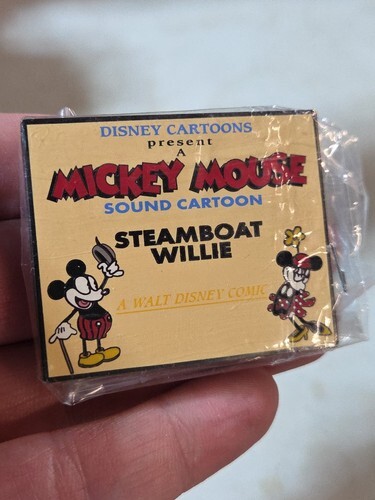 DISNEY CARTOONS
present
A
MICKEY MOUSE
SOUND CARTOON
STEAMBOAT
WILLIE
A WALT DISNEY COMIC